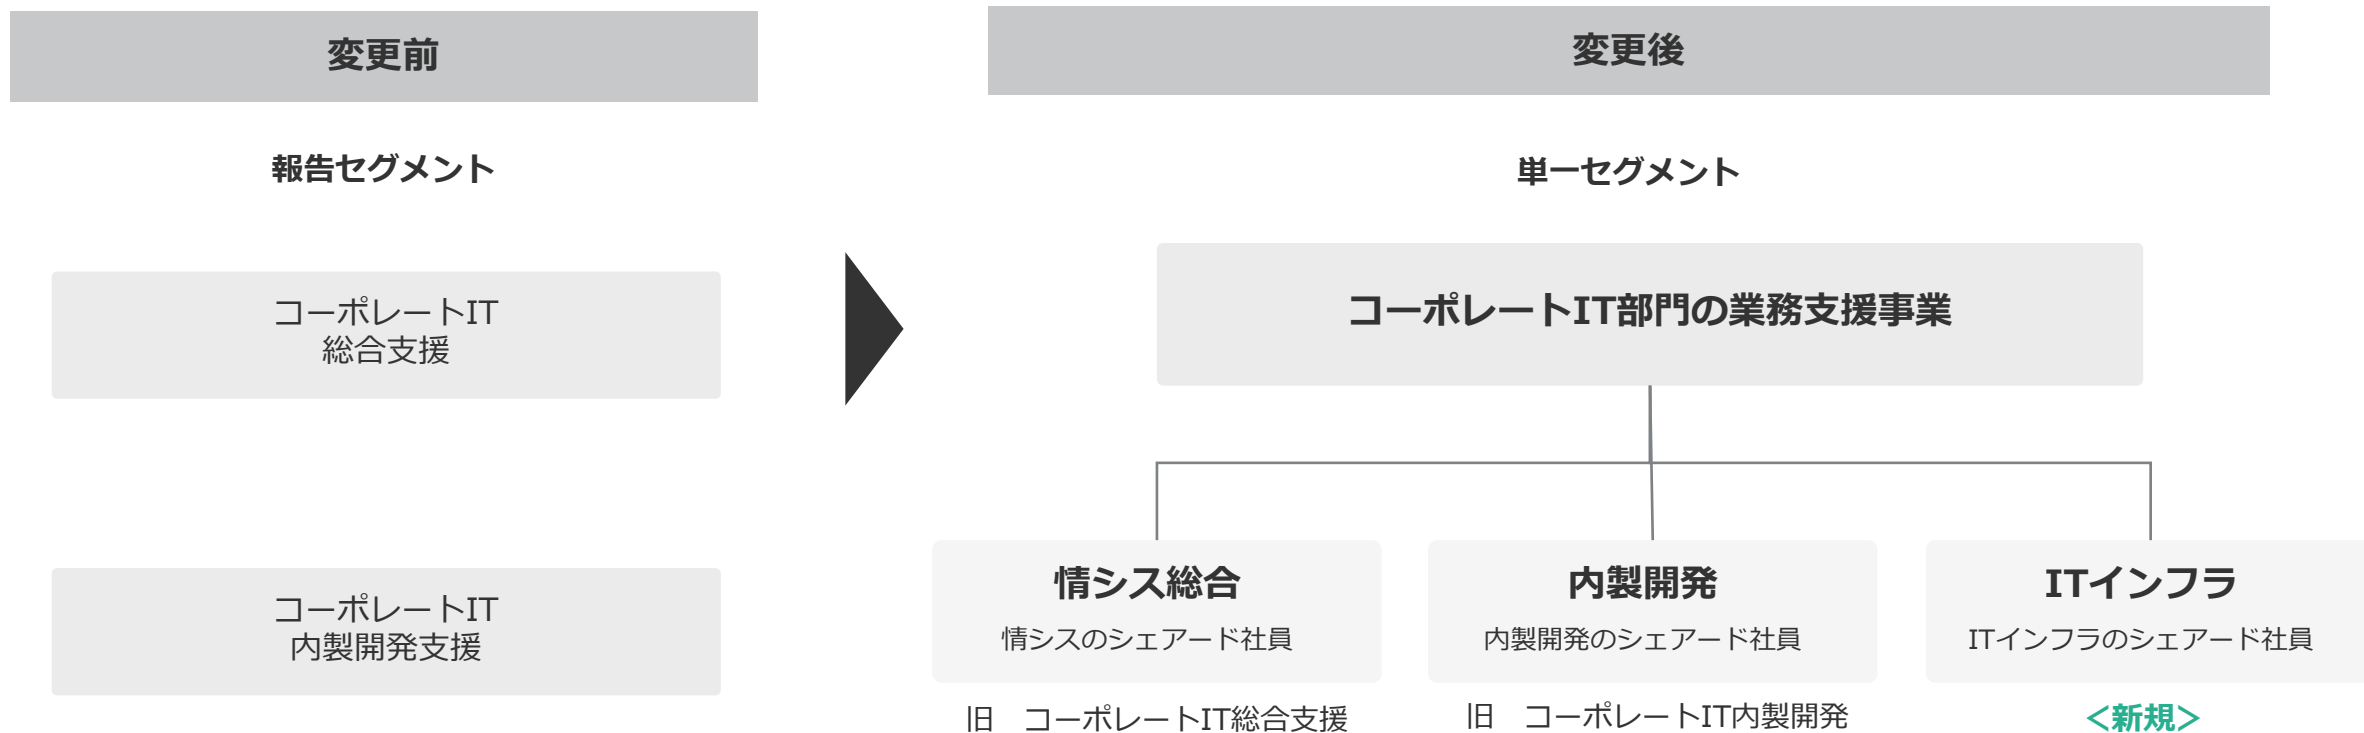 変更前
報告セグメント
コーポレートIT
総合支援
コーポレートIT
内製開発支援
変更後
単一セグメント
コーポレートIT部門の業務支援事業
情シス総合
情シスのシェアード社員
旧　コーポレートIT総合支援
内製開発
内製開発のシェアード社員
旧　コーポレートIT内製開発
ITインフラ
ITインフラのシェアード社員
＜新規＞